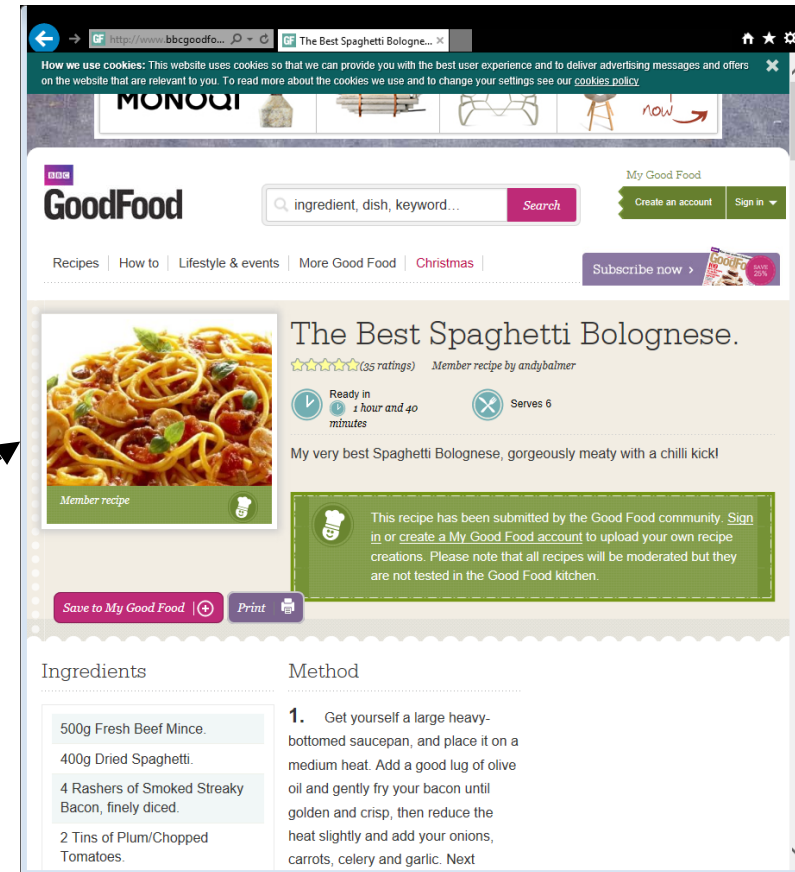 GF http://www.bbcgoodfo...
GF The Best Spaghetti Bologne...
How we use cookies: This website uses cookies so that we can provide you with the best user experience and to deliver advertising messages and offers
on the website that are relevant to you. To read more about the cookies we use and to change your settings see our cookies policy
MONOQI
now
BBC
GoodFood
ingredient, dish, keyword...
Search
My Good Food
Create an account
Sign in
Recipes
How to
Lifestyle & events
More Good Food
Christmas
Subscribe now >
GoodFo
SAVE
25%
The Best Spaghetti Bolognese.
(35 ratings) Member recipe by andybalmer
Ready in
1 hour and 40
minutes
Serves 6
My very best Spaghetti Bolognese, gorgeously meaty with a chilli kick!
Member recipe
This recipe has been submitted by the Good Food community. Sign
in or create a My Good Food account to upload your own recipe
creations. Please note that all recipes will be moderated but they
are not tested in the Good Food kitchen.
Save to My Good Food
Print
Ingredients
500g Fresh Beef Mince.
400g Dried Spaghetti.
4 Rashers of Smoked Streaky
Bacon, finely diced.
2 Tins of Plum/Chopped
Tomatoes.
Method
1. Get yourself a large heavy-
bottomed saucepan, and place it on a
medium heat. Add a good lug of olive
oil and gently fry your bacon until
golden and crisp, then reduce the
heat slightly and add your onions,
carrots, celery and garlic. Next